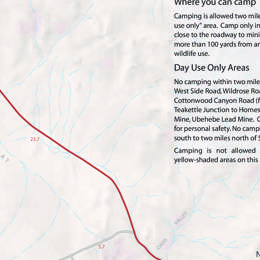 Where you can camp
Camping is allowed two mile
use only" area. Camp only in
close to the roadway to mini
more than 100 yards from an
wildlife use.
Day Use Only Areas
No camping within two mile
West Side Road, Wildrose Roa
Cottonwood Canyon Road (f
Teakettle Junction to Homes
Mine, Ubehebe Lead Mine. C
for personal safety. No campi
south to two miles north of S
Camping is not allowed
yellow-shaded areas on this
23.7
5.7
N